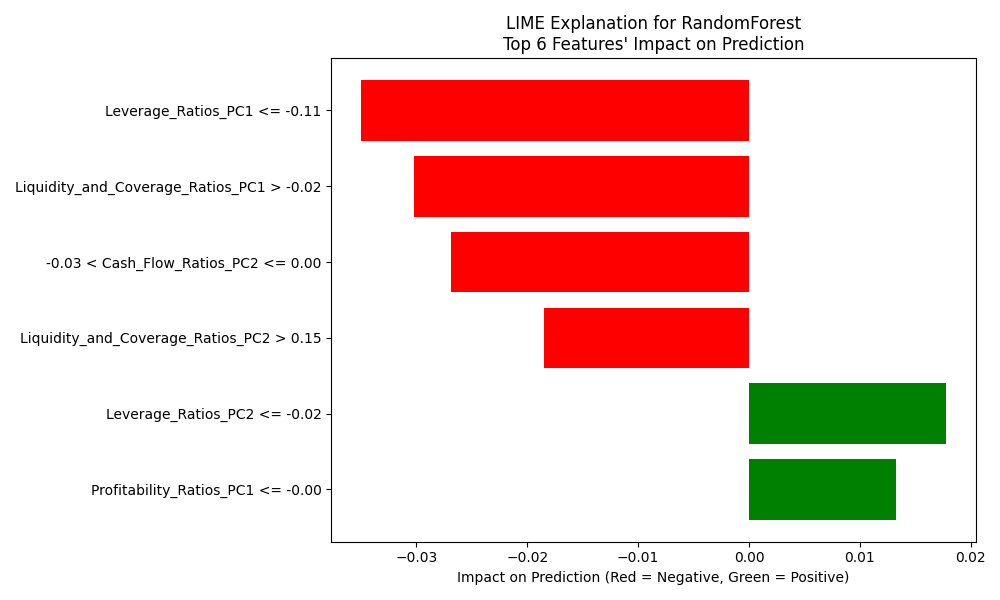 LIME Explanation for RandomForest
Top 6 Features' Impact on Prediction
Leverage_Ratios_PC1 <= -0.11
Liquidity_and_Coverage_Ratios_PC1 > -0.02
-0.03 < Cash_Flow_Ratios_PC2 <= 0.00
Liquidity_and_Coverage_Ratios_PC2 > 0.15
Leverage_Ratios_PC2 <= -0.02
Profitability_Ratios_PC1 <= -0.00
−0.03 −0.02 −0.01 0.00 0.01 0.02
Impact on Prediction (Red = Negative, Green = Positive)